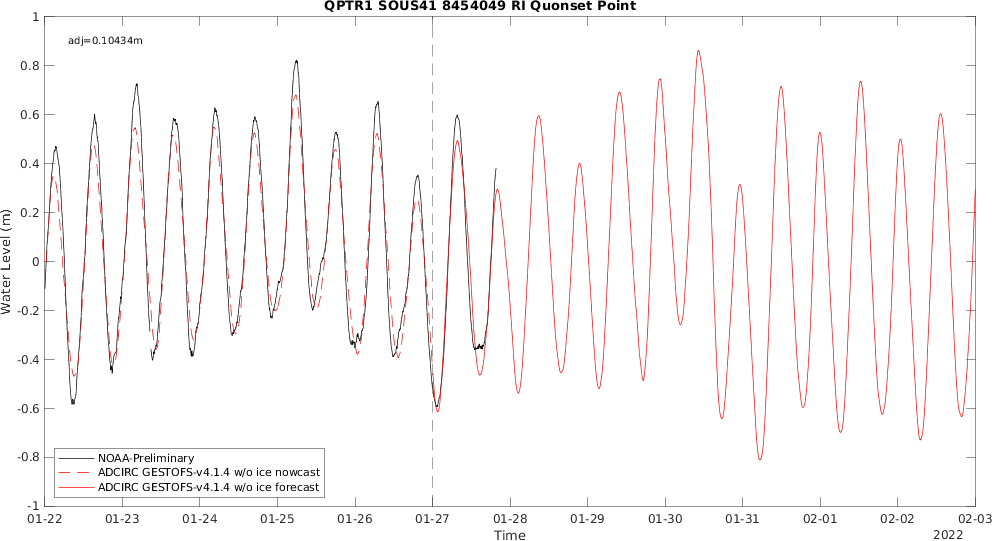 QPTR1 SOUS41 8454049 RI Quonset Point
adj=0.10434m
1
0.8
0.6
0.4
0.2
0
-0.2
-0.4
-0.6
-0.8
-1
Water Level (m)
NOAA-Preliminary
ADCIRC GESTOFS-v4.1.4 w/o ice nowcast
ADCIRC GESTOFS-v4.1.4 w/o ice forecast
01-22 01-23 01-24 01-25 01-26 01-27 01-28 01-29 01-30 01-31 02-01 02-02 02-03
Time
2022